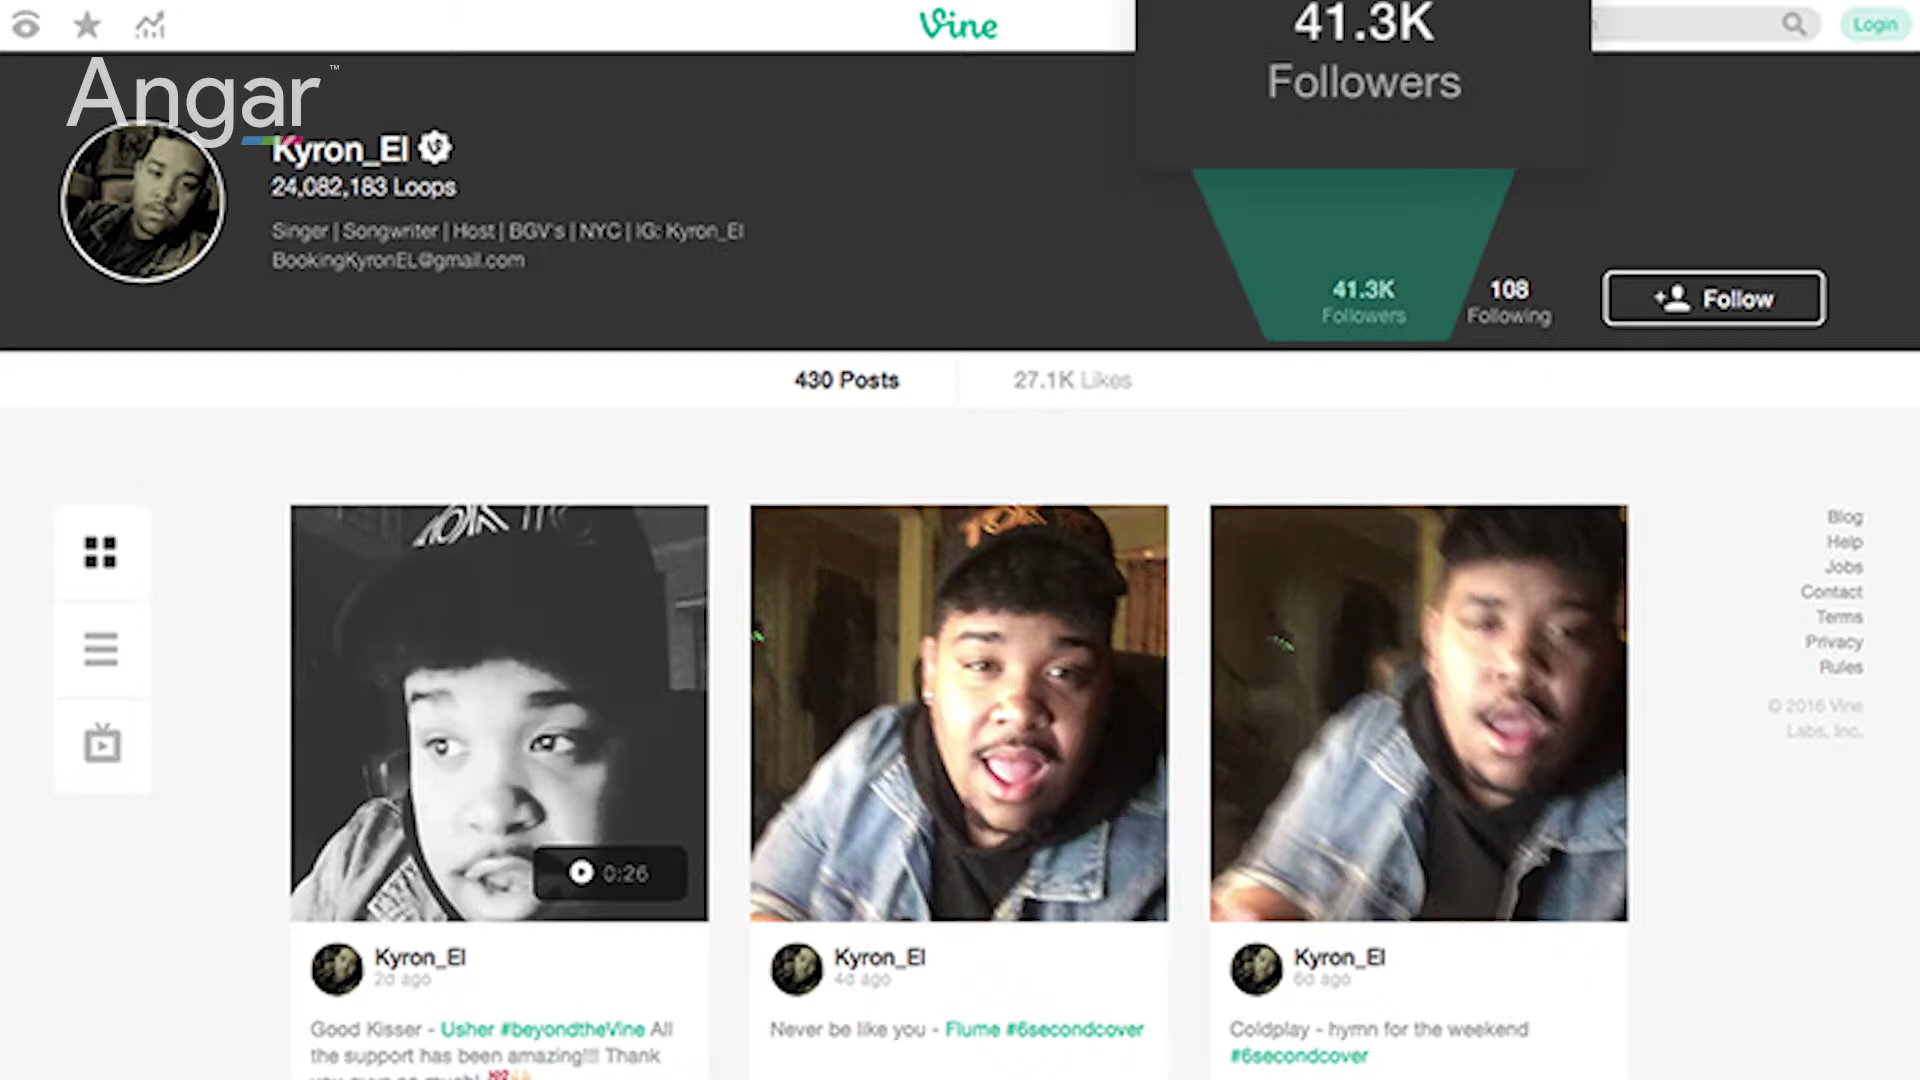 Vine
Login
41.3K
Followers
Angar™
Kyron_El
24,082,183 Loops
Singer | Songwriter | Host | BGV's | NYC | IG: Kyron_El
BookingKyronEL@gmail.com
41.3K
Followers
108
Following
Follow
430 Posts
27.1K Likes
Blog
Help
Jobs
Contact
Terms
Privacy
Rules
© 2016 Vine
Labs, Inc.
0:26
Kyron_El
2d ago
Good Kisser - Usher #beyondtheVine All
the support has been amazing!!! Thank
you
much!
Kyron_El
4d ago
Never be like you - Flume #6secondcover
Kyron_El
6d ago
Coldplay - hymn for the weekend
#6secondcover